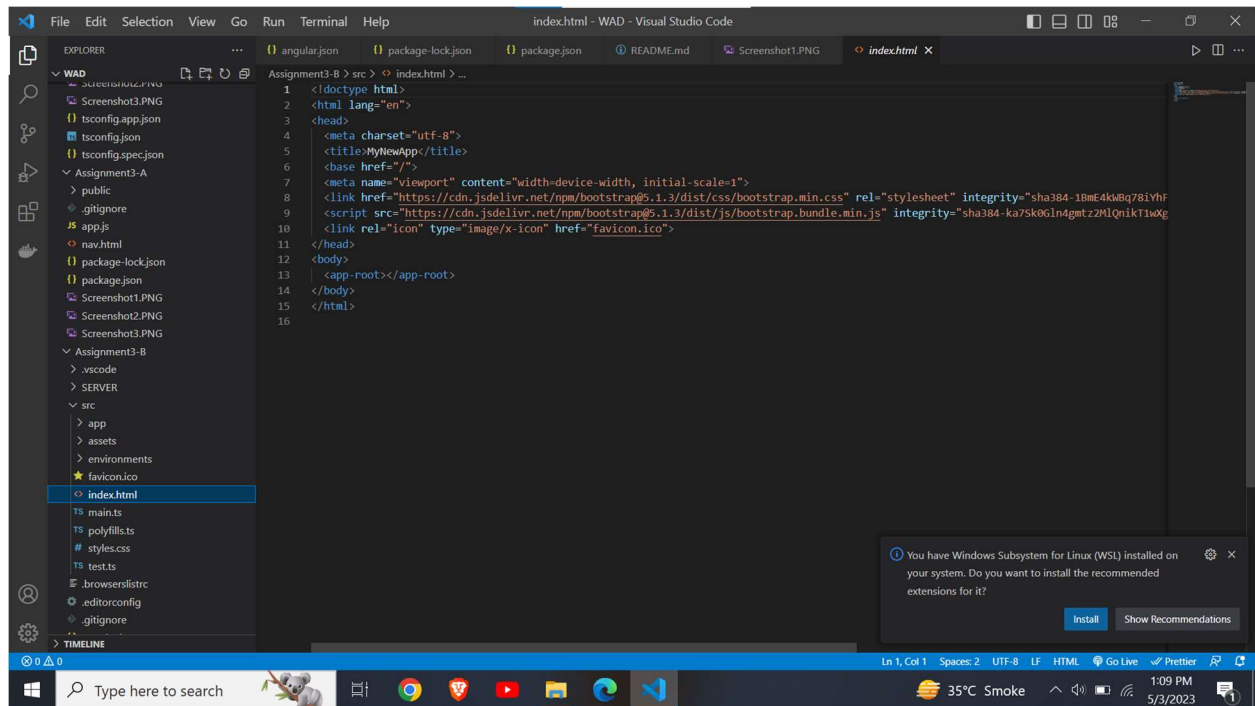 File Edit Selection View Go Run Terminal Help index.html - WAD - Visual Studio Code
EXPLORER
angular.json package-lock.json package.json README.md Screenshot1.PNG index.html
WAD
Assignment3-B > src > index.html > ...
Screenshot2.PNG
Screenshot3.PNG
tsconfig.app.json
tsconfig.json
tsconfig.spec.json
Assignment3-A
public
.gitignore
app.js
nav.html
package-lock.json
package.json
Screenshot1.PNG
Screenshot2.PNG
Screenshot3.PNG
Assignment3-B
.vscode
SERVER
src
app
assets
environments
favicon.ico
index.html
main.ts
polyfills.ts
styles.css
test.ts
.browserslistrc
.editorconfig
.gitignore
TIMELINE
1 <!doctype html>
2 <html lang="en">
3 <head>
4 <meta charset="utf-8">
5 <title>MyNewApp</title>
6 <base href="/">
7 <meta name="viewport" content="width=device-width, initial-scale=1">
8 <link href="https://cdn.jsdelivr.net/npm/bootstrap@5.1.3/dist/css/bootstrap.min.css" rel="stylesheet" integrity="sha384-1BmE4kWBq78iYhF
9 <script src="https://cdn.jsdelivr.net/npm/bootstrap@5.1.3/dist/js/bootstrap.bundle.min.js" integrity="sha384-ka7Sk0Gln4gmtz2MlQnikT1wXg
10 <link rel="icon" type="image/x-icon" href="favicon.ico">
11 </head>
12 <body>
13 <app-root></app-root>
14 </body>
15 </html>
16
You have Windows Subsystem for Linux (WSL) installed on
your system. Do you want to install the recommended
extensions for it?
Install Show Recommendations
0 0 Ln 1, Col 1 Spaces: 2 UTF-8 LF HTML Go Live Prettier
Type here to search 35°C Smoke 1:09 PM
5/3/2023
1